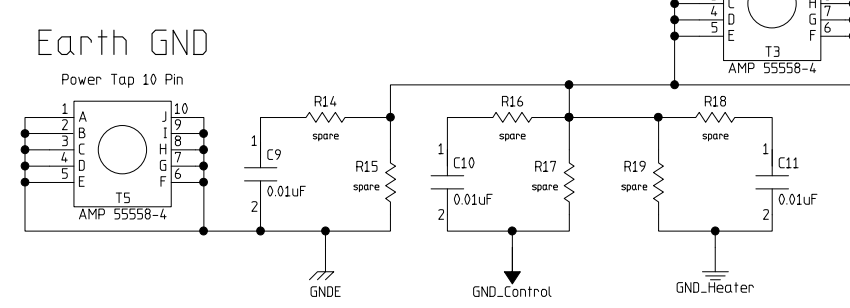 Earth GND
Power Tap 10 Pin
1 A J 10
2 B I 9
3 C H 8
4 D G 7
5 E F 6
T5
AMP 55558-4
C H
4 D G 7
5 E F 6
T3
AMP 55558-4
R14
spare
R15
spare
1
C9
0.01uF
2
GNDE
R16
spare
R17
spare
1
C10
0.01uF
2
GND_Control
R18
spare
R19
spare
1
C11
0.01uF
2
GND_Heater